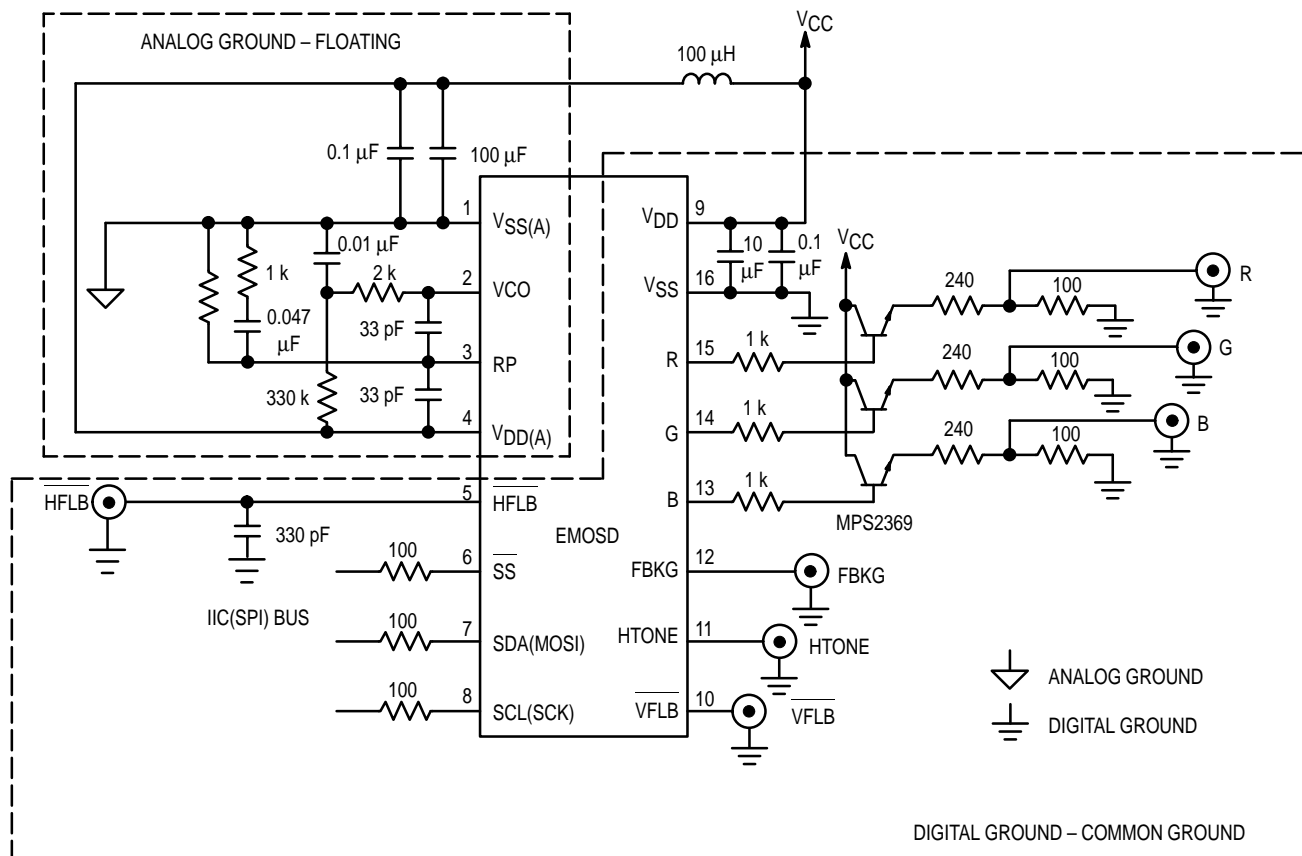 ANALOG GROUND – FLOATING
VCC
100 μH
0.1 μF
100 μF
1
VSS(A)
VDD
9
0.01 μF
10 μF
0.1 μF
VCC
1 k
2 k
2
VCO
VSS
16
240
100
R
0.047 μF
33 pF
3
RP
R
15
1 k
240
100
G
330 k
33 pF
4
VDD(A)
G
14
1 k
240
100
B
HFLB
5
HFLB
B
13
1 k
MPS2369
330 pF
EMOSD
100
6
SS
FBKG
12
FBKG
IIC(SPI) BUS
100
7
SDA(MOSI)
HTONE
11
HTONE
ANALOG GROUND
100
8
SCL(SCK)
VFLB
10
VFLB
DIGITAL GROUND
DIGITAL GROUND – COMMON GROUND